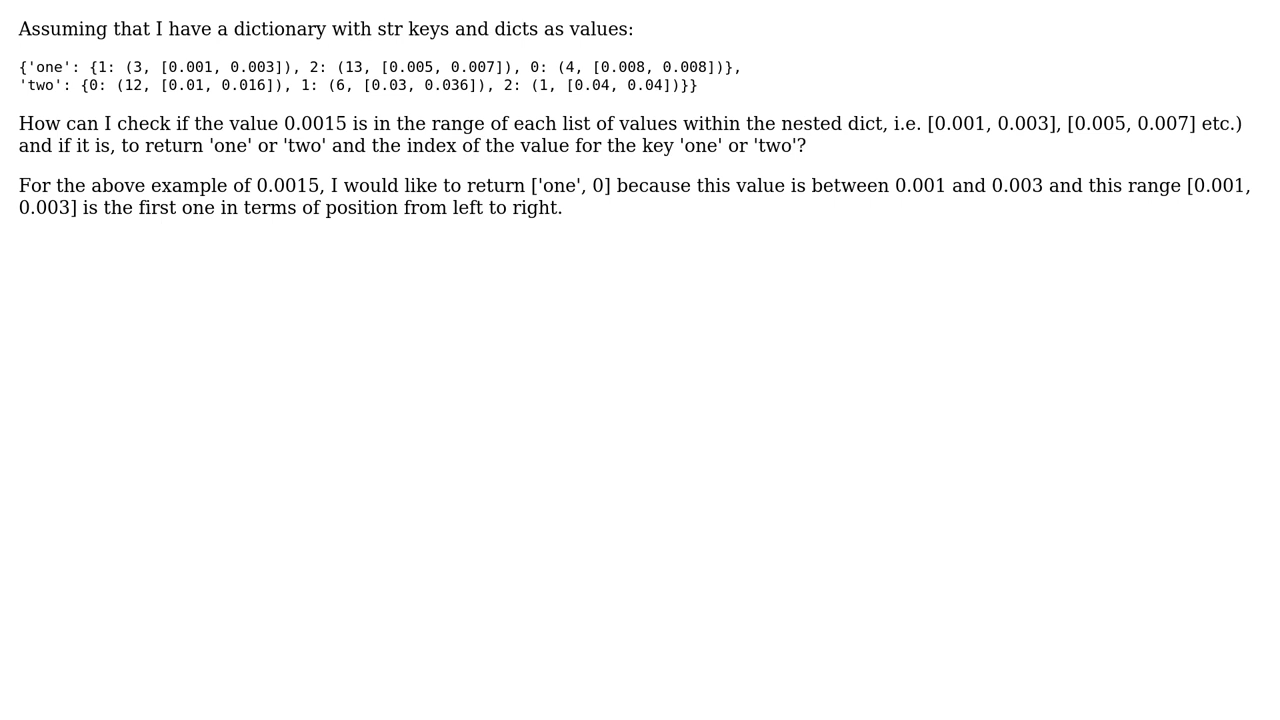 Assuming that I have a dictionary with str keys and dicts as values:
{'one': {1: (3, [0.001, 0.003]), 2: (13, [0.005, 0.007]), 0: (4, [0.008, 0.008])},
'two': {0: (12, [0.01, 0.016]), 1: (6, [0.03, 0.036]), 2: (1, [0.04, 0.04])}}
How can I check if the value 0.0015 is in the range of each list of values within the nested dict, i.e. [0.001, 0.003], [0.005, 0.007] etc.)
and if it is, to return 'one' or 'two' and the index of the value for the key 'one' or 'two'?
For the above example of 0.0015, I would like to return ['one', 0] because this value is between 0.001 and 0.003 and this range [0.001,
0.003] is the first one in terms of position from left to right.